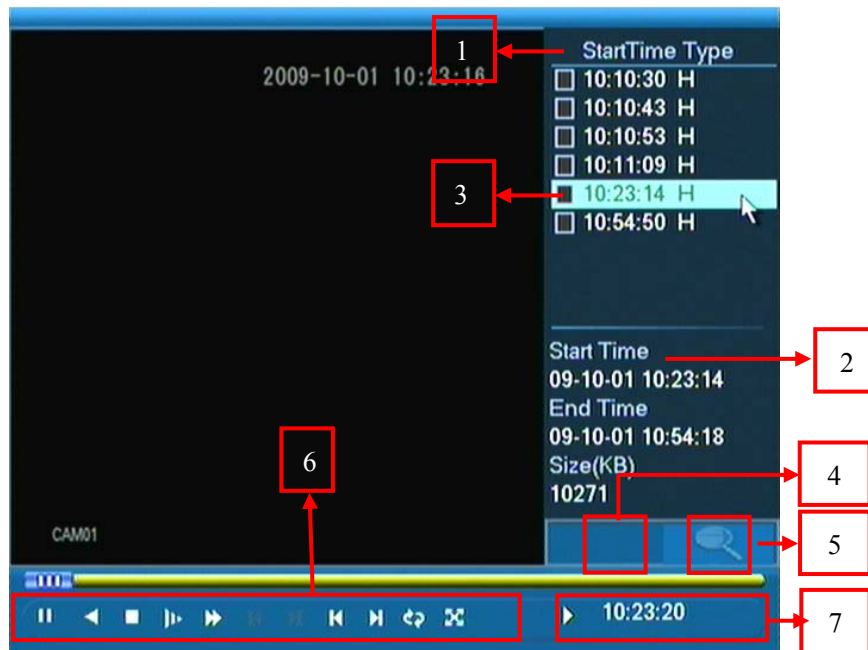 1
StartTime Type
2009-10-01 10:23:16
10:10:30 H
10:10:43 H
10:10:53 H
10:11:09 H
3
10:23:14 H
10:54:50 H
Start Time
2
09-10-01 10:23:14
End Time
09-10-01 10:54:18
6
Size(KB)
4
10271
CAM01
5
10:23:20
7